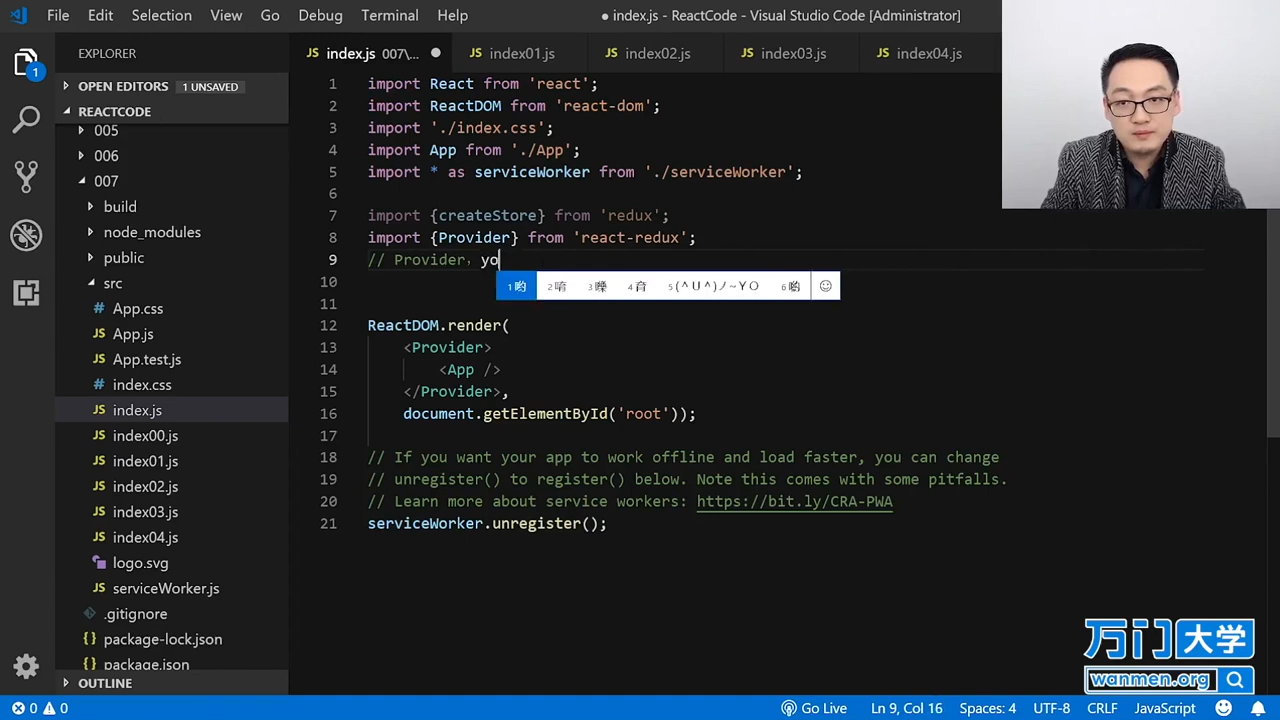 File Edit Selection View Go Debug Terminal Help ● index.js - ReactCode - Visual Studio Code [Administrator]
EXPLORER
JS index.js 007\... ● JS index01.js JS index02.js JS index03.js JS index04.js
1
OPEN EDITORS 1 UNSAVED
REACTCODE
005
006
007
build
node_modules
public
src
# App.css
JS App.js
JS App.test.js
# index.css
JS index.js
JS index00.js
JS index01.js
JS index02.js
JS index03.js
JS index04.js
logo.svg
JS serviceWorker.js
.gitignore
{} package-lock.json
{} package.json
OUTLINE
1 import React from 'react';
2 import ReactDOM from 'react-dom';
3 import './index.css';
4 import App from './App';
5 import * as serviceWorker from './serviceWorker';
6
7 import {createStore} from 'redux';
8 import {Provider} from 'react-redux';
9 // Provider，yo
1哟 2唷 3嚛 4育 5(^U^)ノ~YO 6喲
10
11
12 ReactDOM.render(
13 <Provider>
14 <App />
15 </Provider>,
16 document.getElementById('root'));
17
18 // If you want your app to work offline and load faster, you can change
19 // unregister() to register() below. Note this comes with some pitfalls.
20 // Learn more about service workers: https://bit.ly/CRA-PWA
21 serviceWorker.unregister();
万门大学
wanmen.org
0 0 Go Live Ln 9, Col 16 Spaces: 4 UTF-8 CRLF JavaScript